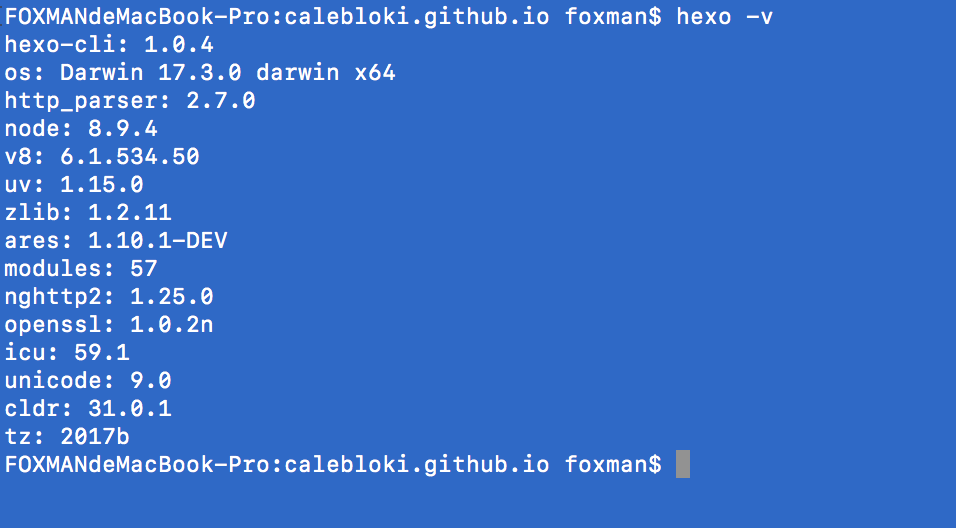 FOXMANdeMacBook-Pro:calebloki.github.io foxman$ hexo -v
hexo-cli: 1.0.4
os: Darwin 17.3.0 darwin x64
http_parser: 2.7.0
node: 8.9.4
v8: 6.1.534.50
uv: 1.15.0
zlib: 1.2.11
ares: 1.10.1-DEV
modules: 57
nghttp2: 1.25.0
openssl: 1.0.2n
icu: 59.1
unicode: 9.0
cldr: 31.0.1
tz: 2017b
FOXMANdeMacBook-Pro:calebloki.github.io foxman$